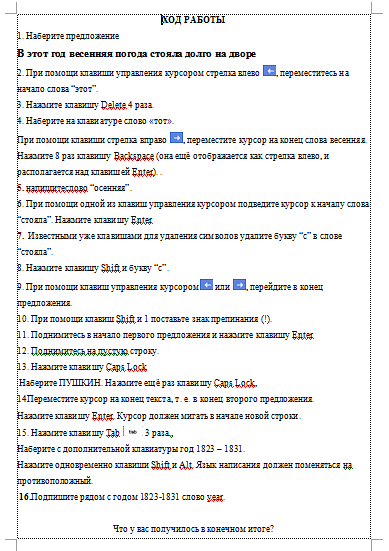 ХОД РАБОТЫ
1. Наберите предложение
В этот год весенняя погода стояла долго на дворе
2. При помощи клавиши управления курсором стрелка влево ←, переместитесь на
начало слова “этот”.
3. Нажмите клавишу Delete 4 раза.
4. Наберите на клавиатуре слово «тот».
При помощи клавиши стрелка вправо →, переместите курсор на конец слова весенняя.
Нажмите 8 раз клавишу Backspace (она ещё отображается как стрелка влево, и
располагается над клавишей Enter). .
5. напишитеслово “осенняя”.
6. При помощи одной из клавиш управления курсором подведите курсор к началу слова
“стояла”. Нажмите клавишу Enter.
7. Известными уже клавишами для удаления символов удалите букву “с” в слове
“стояла”.
8. Нажмите клавишу Shift и букву “с”.
9. При помощи клавиш управления курсором ← или →, перейдите в конец
предложения.
10. При помощи клавиш Shift и 1 поставьте знак препинания (!).
11. Поднимитесь в начало первого предложения и нажмите клавишу Enter.
12. Поднимитесь на пустую строку.
13. Нажмите клавишу Caps Lock.
Наберите ПУШКИН. Нажмите ещё раз клавишу Caps Lock.
14Переместите курсор на конец текста, т. е. в конец второго предложения.
Нажмите клавишу Enter. Курсор должен мигать в начале новой строки.
15. Нажмите клавишу Tab Tab 3 раза.,
Наберите с дополнительной клавиатуры год 1823 – 1831.
Нажмите одновременно клавиши Shift и Alt. Язык написания должен поменяться на
противоположный.
16.Подпишите рядом с годом 1823-1831 слово year.
Что у вас получилось в конечном итоге?